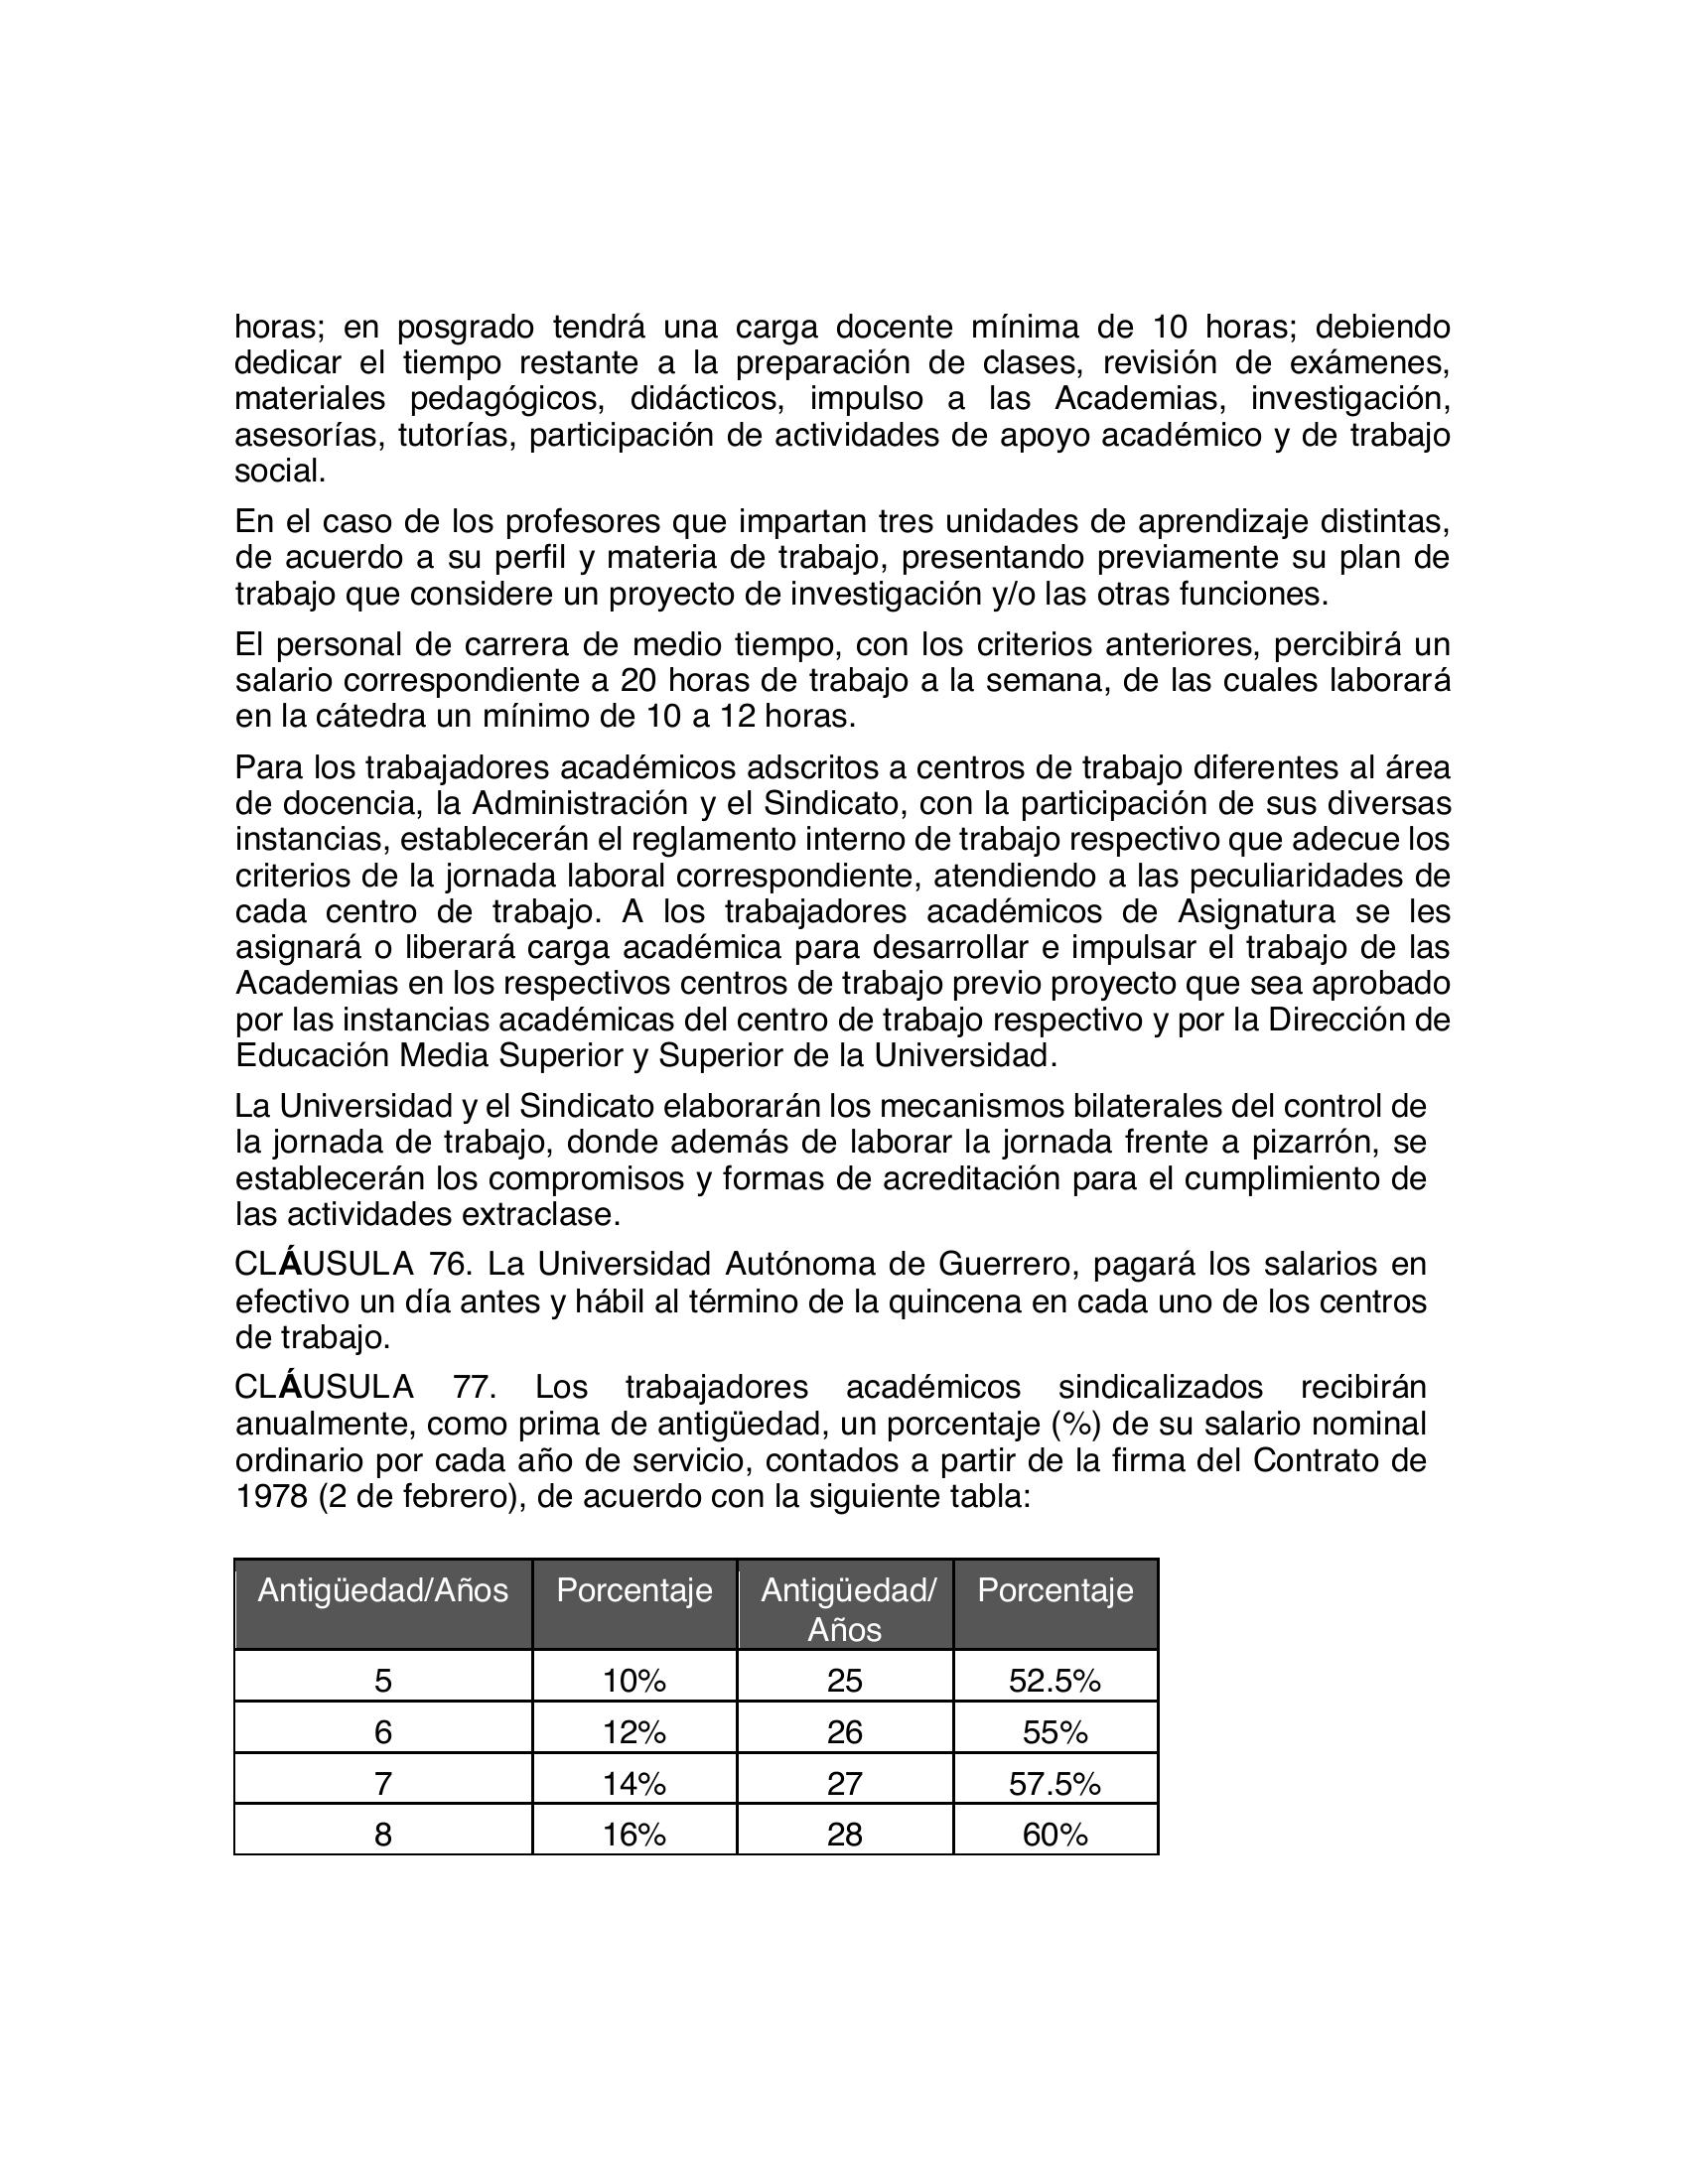 horas; en posgrado tendrá una carga docente mínima de 10 horas; debiendo
dedicar el tiempo restante a la preparación de clases, revisión de exámenes,
materiales pedagógicos, didácticos, impulso a las Academias, investigación,
asesorías, tutorías, participación de actividades de apoyo académico y de trabajo
social.
En el caso de los profesores que impartan tres unidades de aprendizaje distintas,
de acuerdo a su perfil y materia de trabajo, presentando previamente su plan de
trabajo que considere un proyecto de investigación y/o las otras funciones.
El personal de carrera de medio tiempo, con los criterios anteriores, percibirá un
salario correspondiente a 20 horas de trabajo a la semana, de las cuales laborará
en la cátedra un mínimo de 10 a 12 horas.
Para los trabajadores académicos adscritos a centros de trabajo diferentes al área
de docencia, la Administración y el Sindicato, con la participación de sus diversas
instancias, establecerán el reglamento interno de trabajo respectivo que adecue los
criterios de la jornada laboral correspondiente, atendiendo a las peculiaridades de
cada centro de trabajo. A los trabajadores académicos de Asignatura se les
asignará o liberará carga académica para desarrollar e impulsar el trabajo de las
Academias en los respectivos centros de trabajo previo proyecto que sea aprobado
por las instancias académicas del centro de trabajo respectivo y por la Dirección de
Educación Media Superior y Superior de la Universidad.
La Universidad y el Sindicato elaborarán los mecanismos bilaterales del control de
la jornada de trabajo, donde además de laborar la jornada frente a pizarrón, se
establecerán los compromisos y formas de acreditación para el cumplimiento de
las actividades extraclase.
CLÁUSULA 76. La Universidad Autónoma de Guerrero, pagará los salarios en
efectivo un día antes y hábil al término de la quincena en cada uno de los centros
de trabajo.
CLÁUSULA 77. Los trabajadores académicos sindicalizados recibirán
anualmente, como prima de antigüedad, un porcentaje (%) de su salario nominal
ordinario por cada año de servicio, contados a partir de la firma del Contrato de
1978 (2 de febrero), de acuerdo con la siguiente tabla:
Antigüedad/Años Porcentaje Antigüedad/ Porcentaje
Años
5 10% 25 52.5%
6 12% 26 55%
7 14% 27 57.5%
8 16% 28 60%